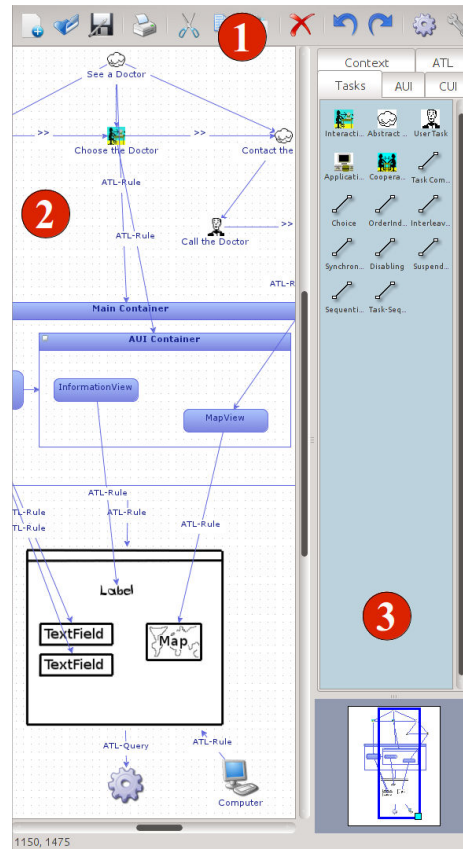 1
Context ATL
Tasks AUI CUI
See a Doctor
>> >>
Choose the Doctor
Contact the
ATL-Rule
2
ATL-Rule
Call the Doctor
>>
ATL-R
Main Container
AUI Container
InformationView
MapView
ATL-Rule
TL-Rule
ATL-Rule
ATL-Rule
TL-Rule
Label
TextField
Map
TextField
ATL-Query
ATL-Rule
Computer
Interacti... Abstract ... UserTask
Applicati... Coopera... Task Com...
Choice OrderInd... Interleav...
Synchron... Disabling Suspend...
Sequenti... Task-Seq...
3
1150, 1475